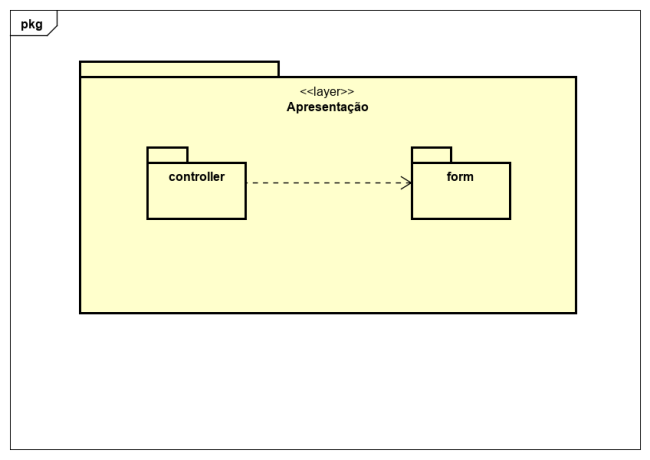 pkg
<<layer>>
Apresentação
controller
form